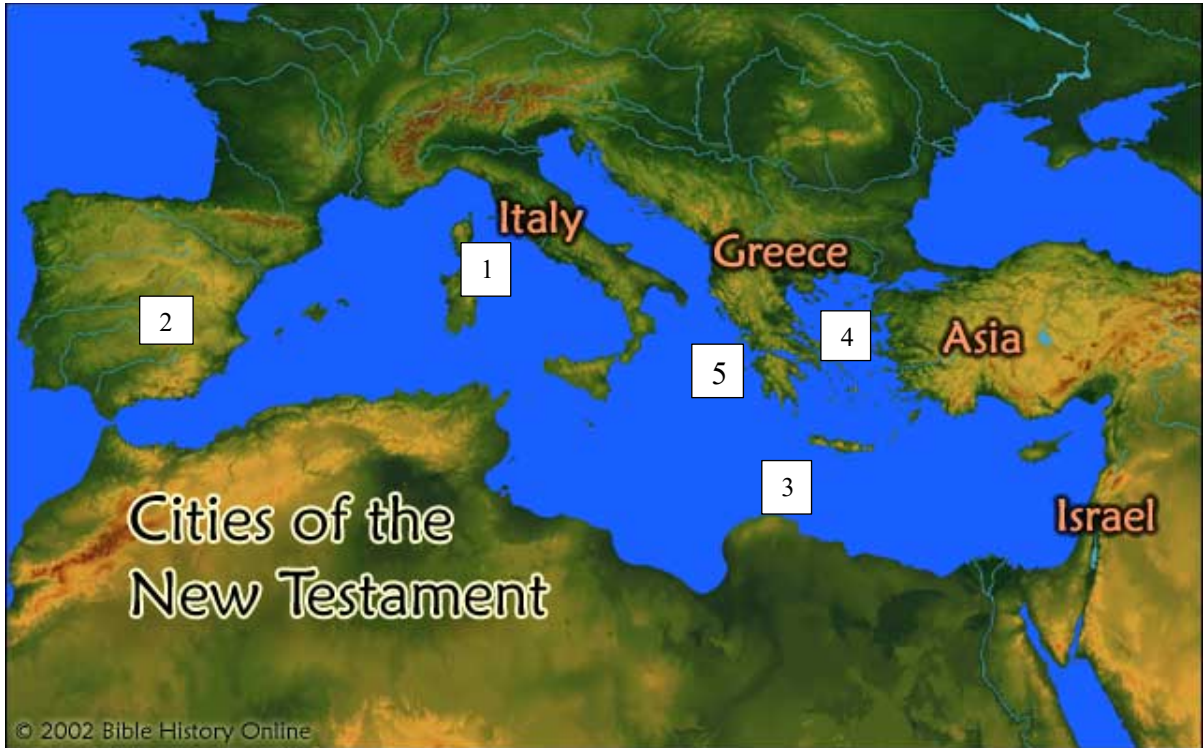 Italy
Greece
1
2
4
Asia
5
3
Cities of the
New Testament
Israel
© 2002 Bible History Online